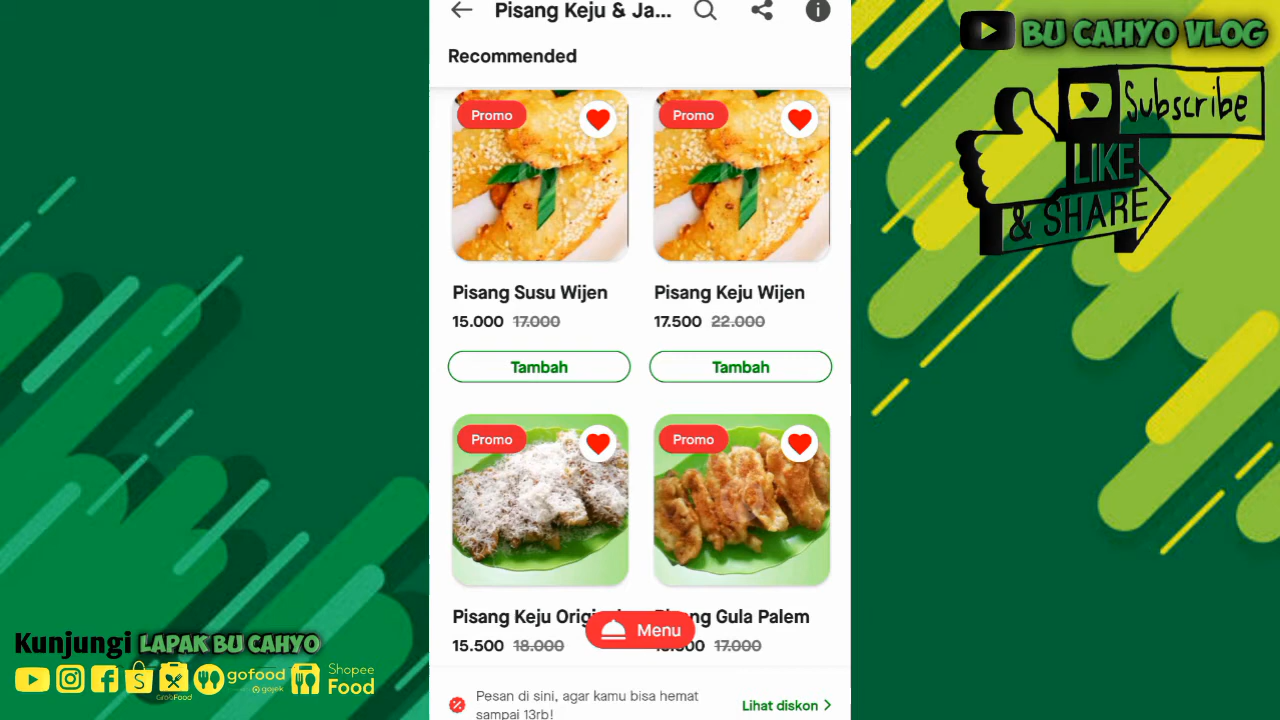 Pisang Keju & Ja...
Recommended
Promo
Promo
Pisang Susu Wijen
Pisang Keju Wijen
15.000 17.000
17.500 22.000
Tambah
Tambah
Promo
Promo
Pisang Keju
Gula Palem
15.500 18.000
17.000
Menu
Pesan di sini, agar kamu bisa hemat
sampai 13rb!
Lihat diskon
BU CAHYO VLOG
Subscribe
LIKE
& SHARE
Kunjungi LAPAK BU CAHYO
GrabFood
gofood
gojek
Shopee
Food